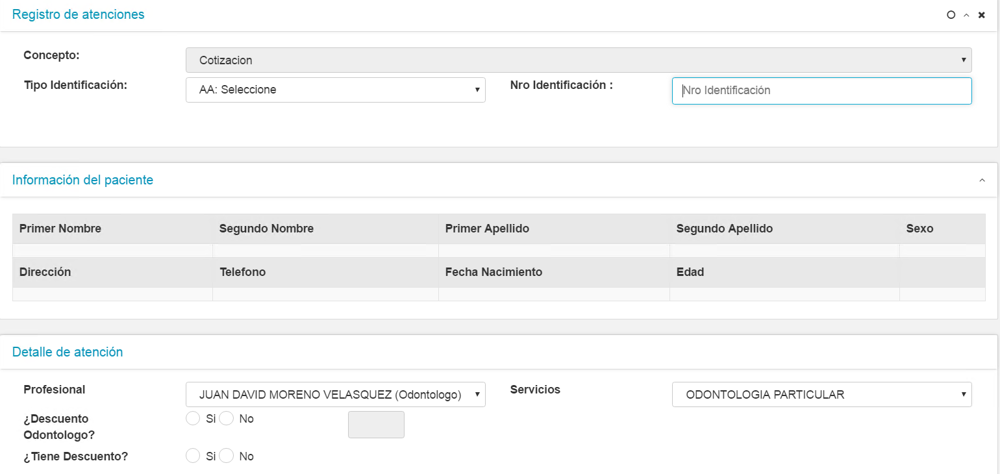 Registro de atenciones
Concepto:
Cotizacion
Tipo Identificación:
AA: Seleccione
Nro Identificación :
Nro Identificación
Información del paciente
Primer Nombre Segundo Nombre Primer Apellido Segundo Apellido Sexo
Dirección Telefono Fecha Nacimiento Edad
Detalle de atención
Profesional
JUAN DAVID MORENO VELASQUEZ (Odontologo)
Servicios
ODONTOLOGIA PARTICULAR
¿Descuento
Odontologo?
Si No
¿Tiene Descuento?
Si No